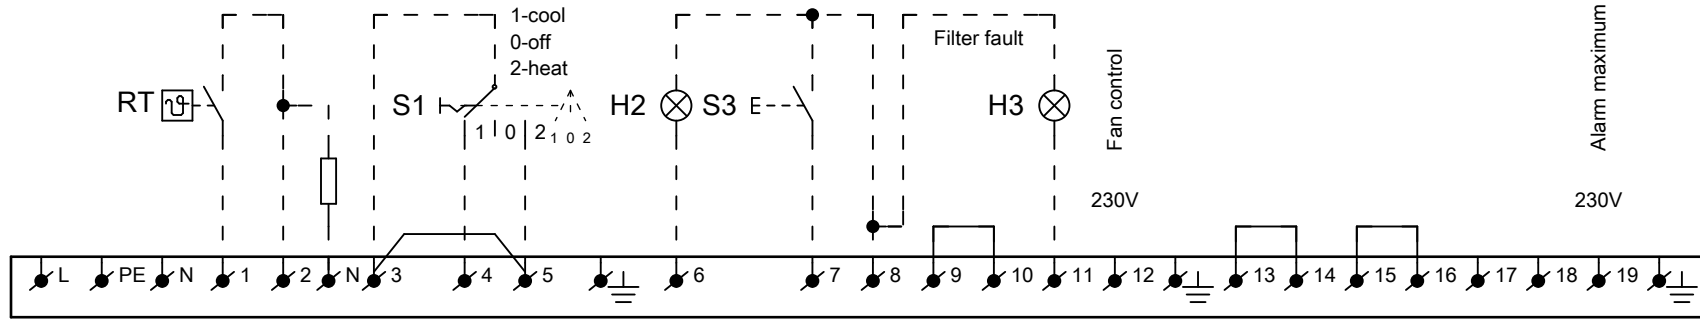 1-cool
0-off
2-heat
Filter fault
Fan control
Alarm maximum
RT ϑ
S1
H2
S3
H3
1 0 2
1 0 2
230V
230V
L PE N 1 2 N 3 4 5 6 7 8 9 10 11 12 13 14 15 16 17 18 19